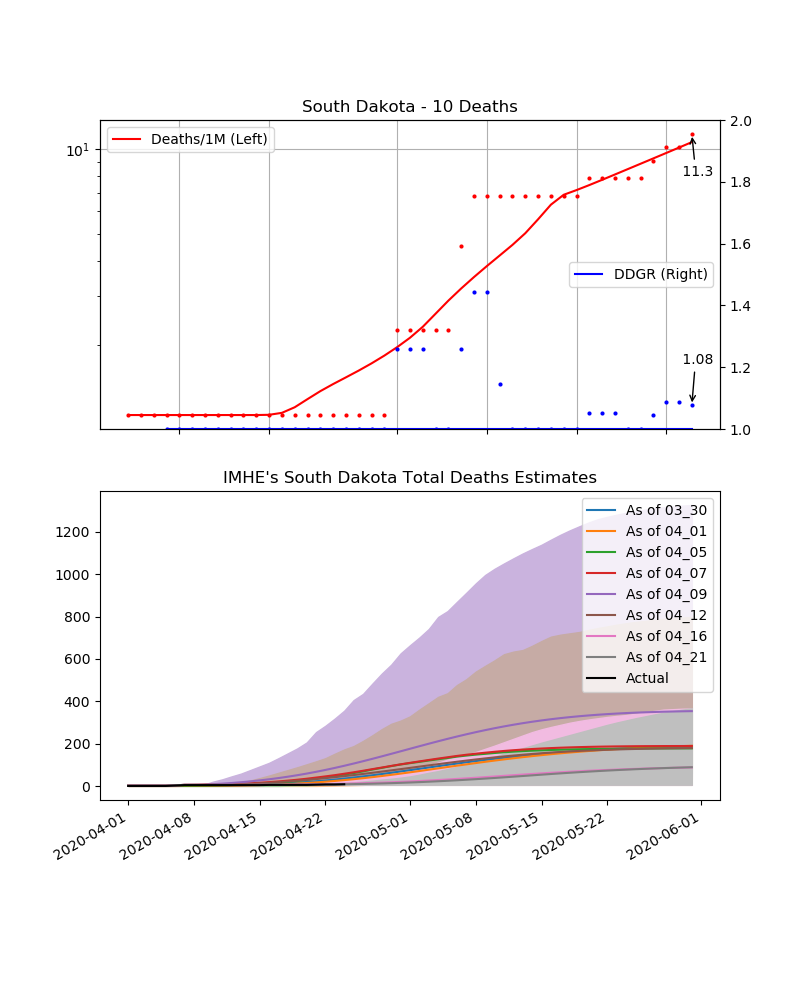 South Dakota - 10 Deaths
Deaths/1M (Left)
10¹
2.0
1.8
1.6
1.4
1.2
1.0
11.3
DDGR (Right)
1.08
IMHE's South Dakota Total Deaths Estimates
1200
1000
800
600
400
200
0
As of 03_30
As of 04_01
As of 04_05
As of 04_07
As of 04_09
As of 04_12
As of 04_16
As of 04_21
Actual
2020-04-01
2020-04-08
2020-04-15
2020-04-22
2020-05-01
2020-05-08
2020-05-15
2020-05-22
2020-06-01